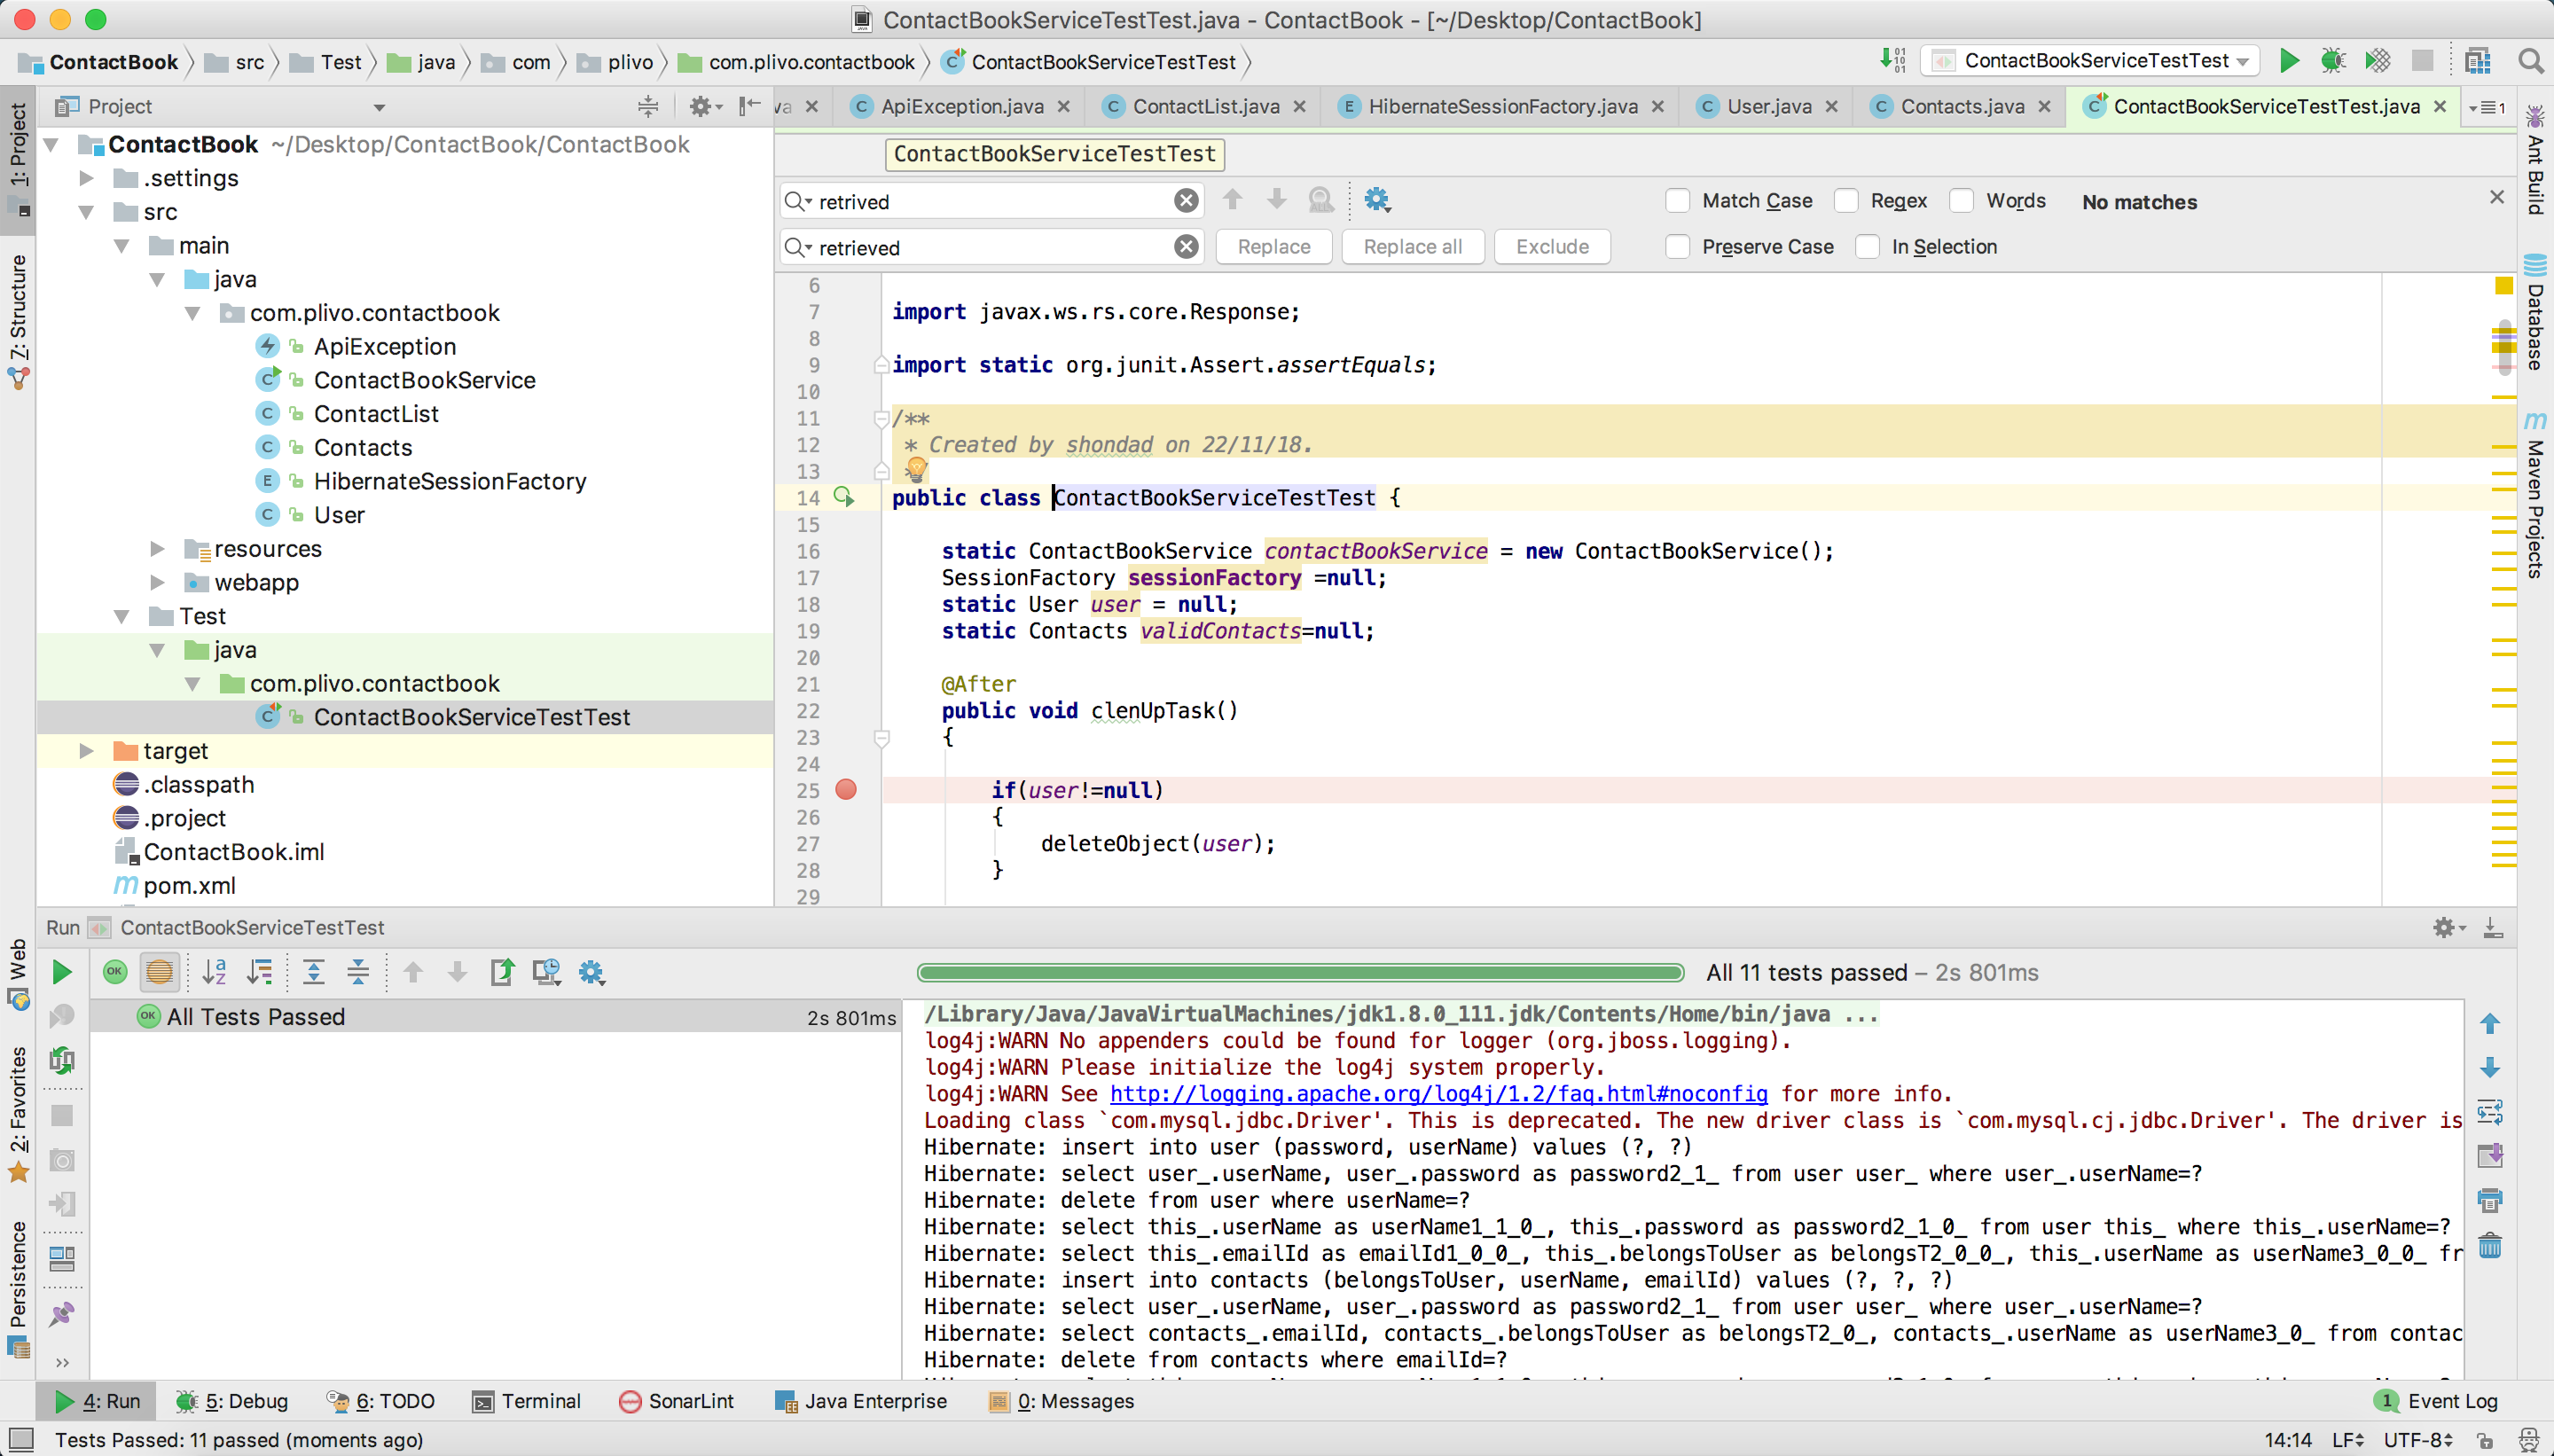 ContactBookServiceTestTest.java - ContactBook - [~/Desktop/ContactBook]
ContactBook src Test java com plivo com.plivo.contactbook ContactBookServiceTestTest
ContactBookServiceTestTest
Project
va ApiException.java ContactList.java HibernateSessionFactory.java User.java Contacts.java ContactBookServiceTestTest.java 1
1: Project
7: Structure
Web
2: Favorites
Persistence
Ant Build
Database
Maven Projects
ContactBook ~/Desktop/ContactBook/ContactBook
.settings
src
main
java
com.plivo.contactbook
ApiException
ContactBookService
ContactList
Contacts
HibernateSessionFactory
User
resources
webapp
Test
java
com.plivo.contactbook
ContactBookServiceTestTest
target
.classpath
.project
ContactBook.iml
pom.xml
ContactBookServiceTestTest
retrived Match Case Regex Words No matches
retrieved Replace Replace all Exclude Preserve Case In Selection
6
7 import javax.ws.rs.core.Response;
8
9 import static org.junit.Assert.assertEquals;
10
11 /**
12 * Created by shondad on 22/11/18.
13 */
14 public class ContactBookServiceTestTest {
15
16 static ContactBookService contactBookService = new ContactBookService();
17 SessionFactory sessionFactory =null;
18 static User user = null;
19 static Contacts validContacts=null;
20
21 @After
22 public void clenUpTask()
23 {
24
25 if(user!=null)
26 {
27 deleteObject(user);
28 }
29
Run ContactBookServiceTestTest
All 11 tests passed – 2s 801ms
OK All Tests Passed 2s 801ms
/Library/Java/JavaVirtualMachines/jdk1.8.0_111.jdk/Contents/Home/bin/java ...
log4j:WARN No appenders could be found for logger (org.jboss.logging).
log4j:WARN Please initialize the log4j system properly.
log4j:WARN See http://logging.apache.org/log4j/1.2/faq.html#noconfig for more info.
Loading class `com.mysql.jdbc.Driver'. This is deprecated. The new driver class is `com.mysql.cj.jdbc.Driver'. The driver is
Hibernate: insert into user (password, userName) values (?, ?)
Hibernate: select user_.userName, user_.password as password2_1_ from user user_ where user_.userName=?
Hibernate: delete from user where userName=?
Hibernate: select this_.userName as userName1_1_0_, this_.password as password2_1_0_ from user this_ where this_.userName=?
Hibernate: select this_.emailId as emailId1_0_0_, this_.belongsToUser as belongsT2_0_0_, this_.userName as userName3_0_0_ fr
Hibernate: insert into contacts (belongsToUser, userName, emailId) values (?, ?, ?)
Hibernate: select user_.userName, user_.password as password2_1_ from user user_ where user_.userName=?
Hibernate: select contacts_.emailId, contacts_.belongsToUser as belongsT2_0_, contacts_.userName as userName3_0_ from contac
Hibernate: delete from contacts where emailId=?
4: Run 5: Debug 6: TODO Terminal SonarLint Java Enterprise 0: Messages 1 Event Log
Tests Passed: 11 passed (moments ago) 14:14 LF UTF-8